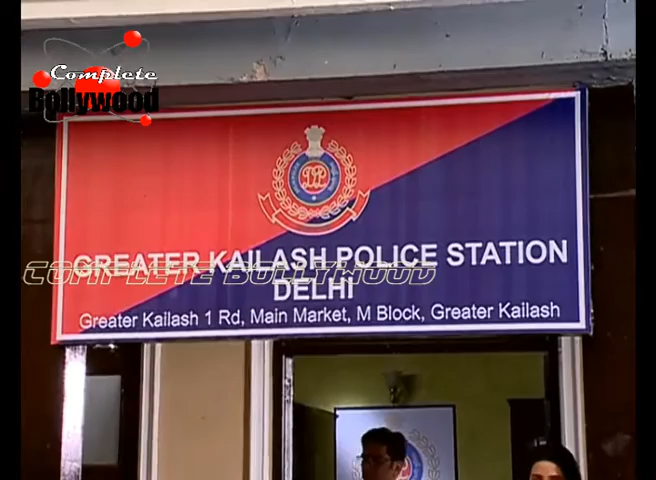 Complete
Bollywood
GREATER KAILASH POLICE STATION
COMPLETE BOLLYWOOD
DELHI
Greater Kailash 1 Rd, Main Market, M Block, Greater Kailash